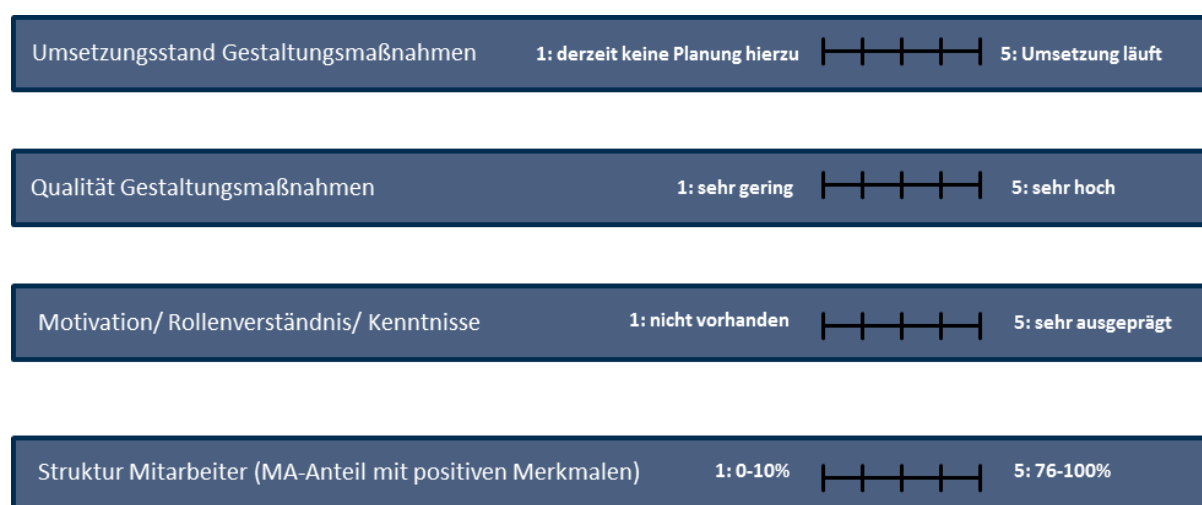 Umsetzungsstand Gestaltungsmaßnahmen 1: derzeit keine Planung hierzu 5: Umsetzung läuft
Qualität Gestaltungsmaßnahmen 1: sehr gering 5: sehr hoch
Motivation/ Rollenverständnis/ Kenntnisse 1: nicht vorhanden 5: sehr ausgeprägt
Struktur Mitarbeiter (MA-Anteil mit positiven Merkmalen) 1: 0-10% 5: 76-100%